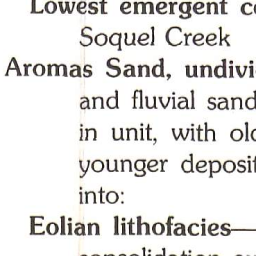 Lowest emergent c
Soquel Creek
Aromas Sand, undivi
and fluvial sand
in unit, with old
younger deposit
into:
Eolian lithofacies—
consolidation